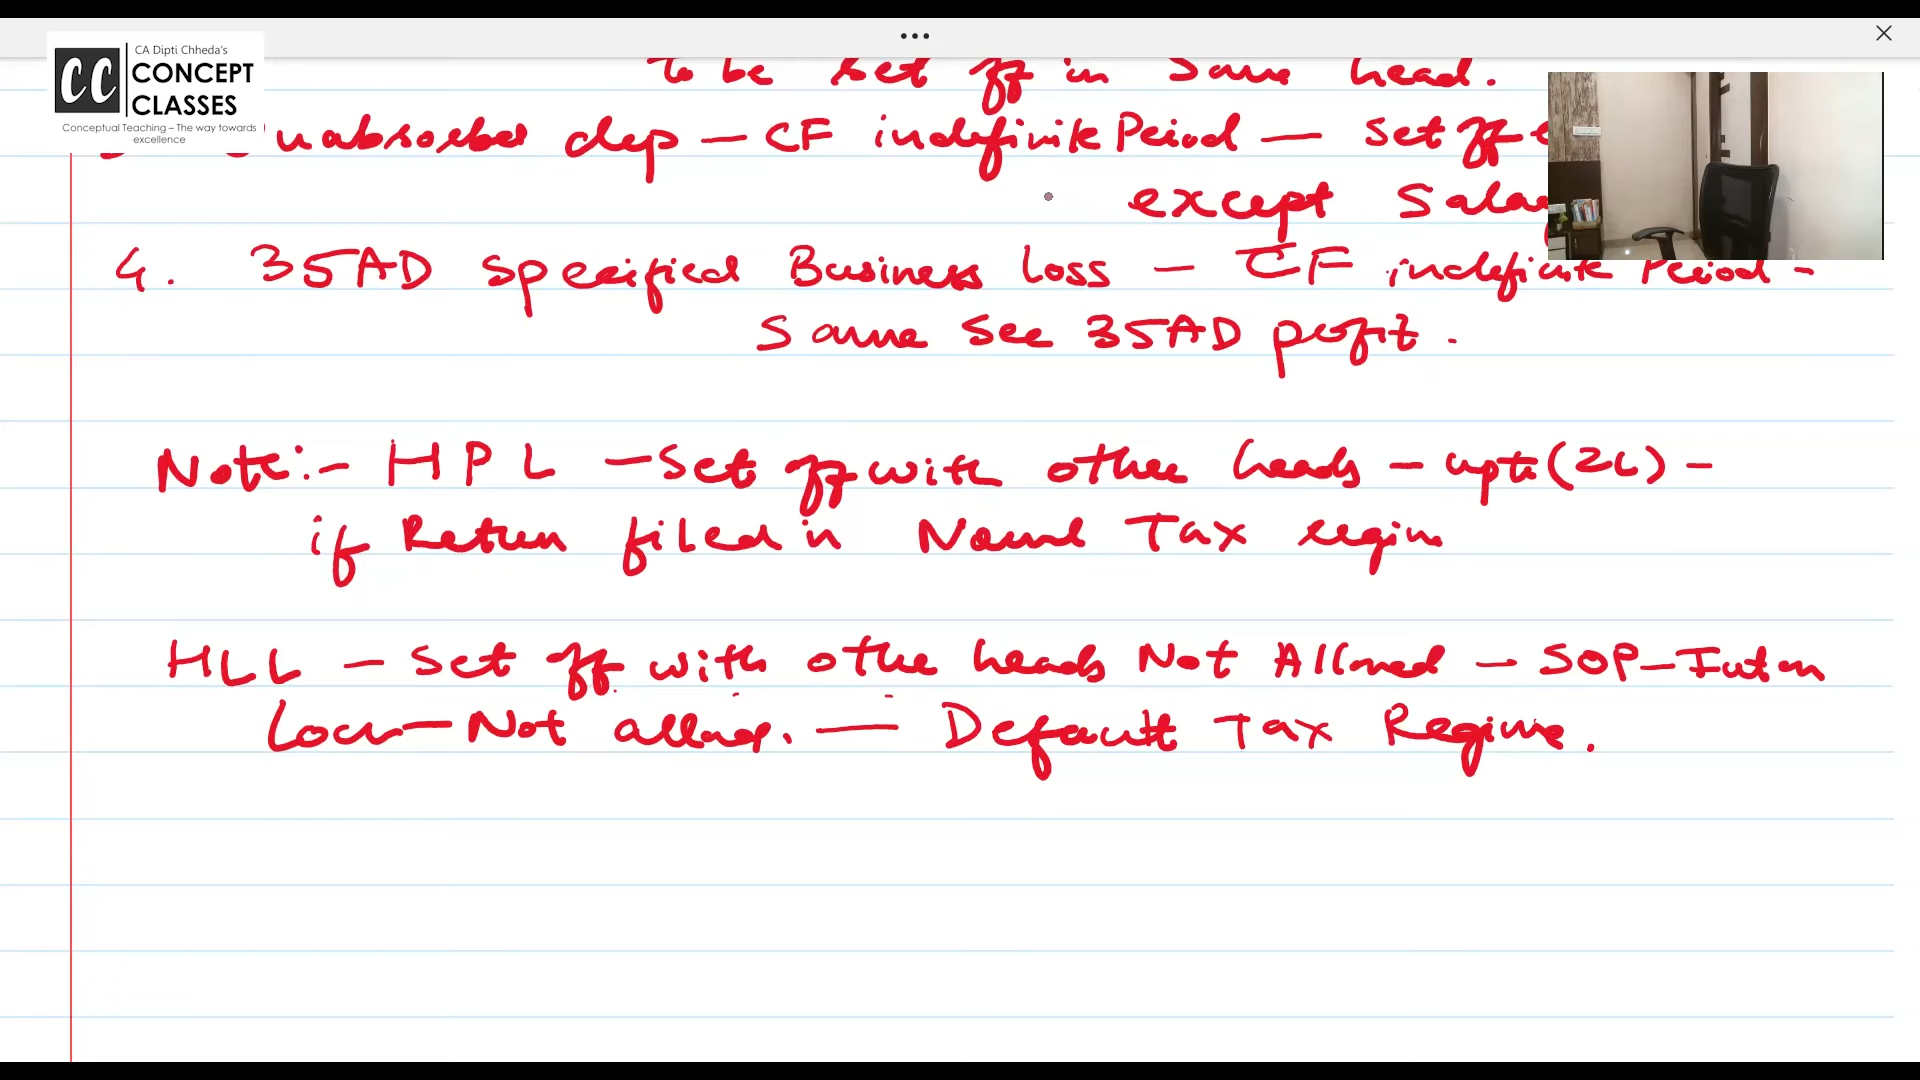 CA Dipti Chheda's
CC CONCEPT
CLASSES
Conceptual Teaching – The way towards
excellence
to be set off in same head.
unabsorbed dep — CF indefinite Period — Set off
except Sala
4. 35AD specified Business Loss — CF indefinite Period -
Same Sec 35AD profit.
Note:- HPL — Set off with other heads - upto (2L) -
if Return filed in Normal Tax regime
HLL — Set off with other heads Not Allowed — SOP - Int on
Loan — Not allowed. — Default Tax Regime.